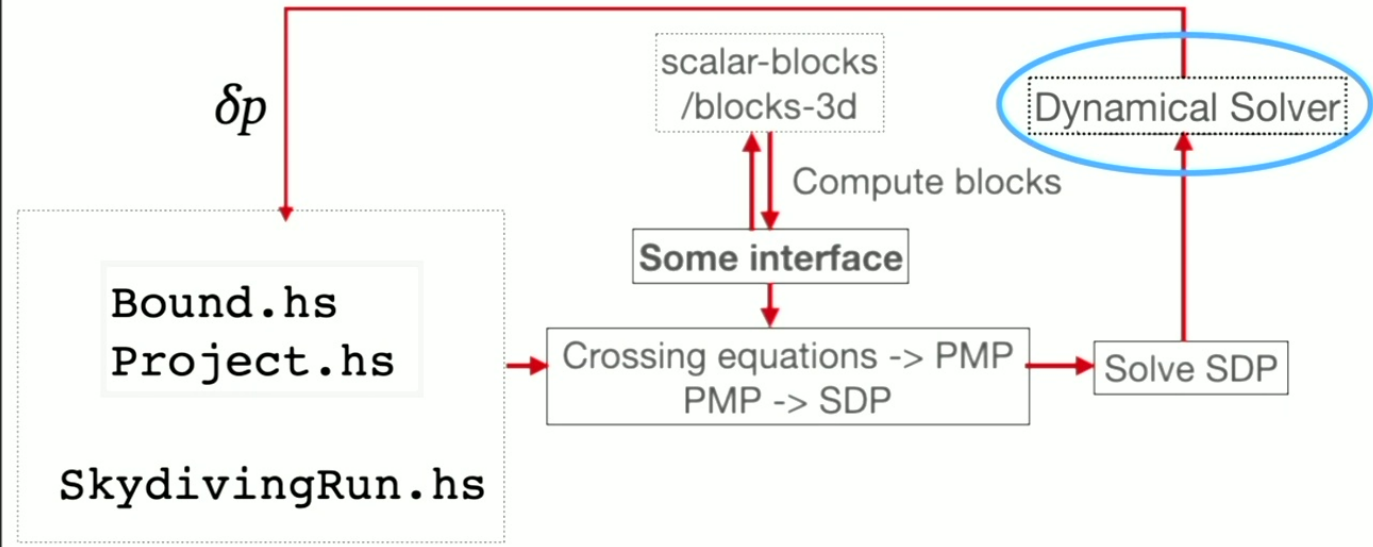 δp
scalar-blocks
/blocks-3d
Dynamical Solver
Compute blocks
Some interface
Bound.hs
Project.hs
SkydivingRun.hs
Crossing equations -> PMP
PMP -> SDP
Solve SDP